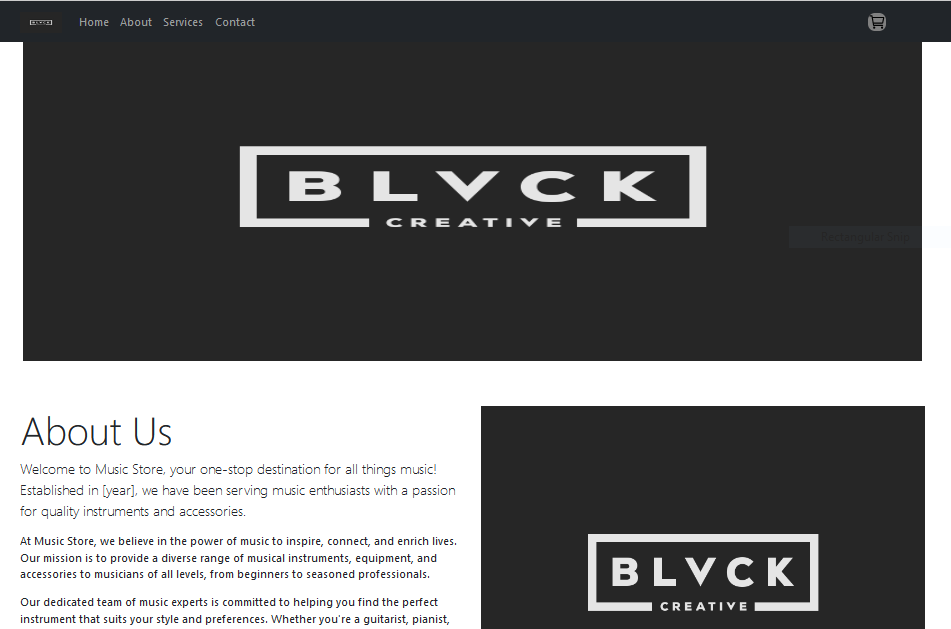 BLVCK
Home About Services Contact
BLVCK
CREATIVE
Rectangular Snip
About Us
Welcome to Music Store, your one-stop destination for all things music!
Established in [year], we have been serving music enthusiasts with a passion
for quality instruments and accessories.
At Music Store, we believe in the power of music to inspire, connect, and enrich lives.
Our mission is to provide a diverse range of musical instruments, equipment, and
accessories to musicians of all levels, from beginners to seasoned professionals.
Our dedicated team of music experts is committed to helping you find the perfect
instrument that suits your style and preferences. Whether you're a guitarist, pianist,
BLVCK
CREATIVE